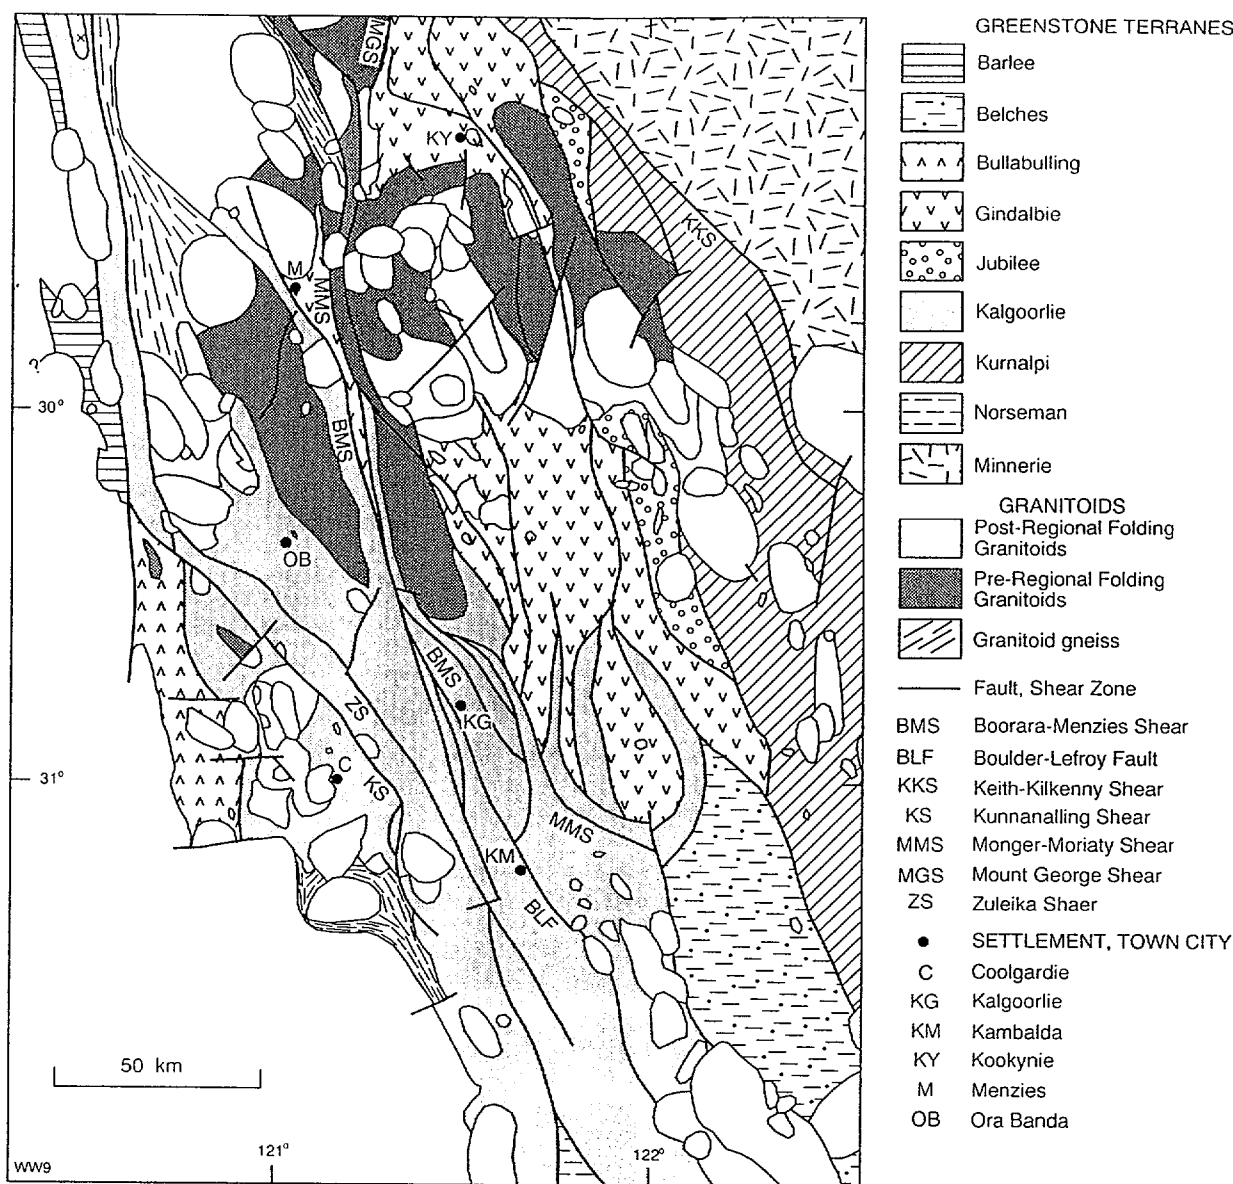 MGS
KY
KKS
M
MMS
?
30°
BMS
OB
BMS
ZS
KG
31°
C
KS
MMS
KM
BLF
50 km
121°
122°
WW9
GREENSTONE TERRANES
Barlee
Belches
Bullabulling
Gindalbie
Jubilee
Kalgoorlie
Kurnalpi
Norseman
Minnerie
GRANITOIDS
Post-Regional Folding
Granitoids
Pre-Regional Folding
Granitoids
Granitoid gneiss
Fault, Shear Zone
BMS Boorara-Menzies Shear
BLF Boulder-Lefroy Fault
KKS Keith-Kilkenny Shear
KS Kunnanalling Shear
MMS Monger-Moriaty Shear
MGS Mount George Shear
ZS Zuleika Shaer
SETTLEMENT, TOWN CITY
C Coolgardie
KG Kalgoorlie
KM Kambalda
KY Kookynie
M Menzies
OB Ora Banda